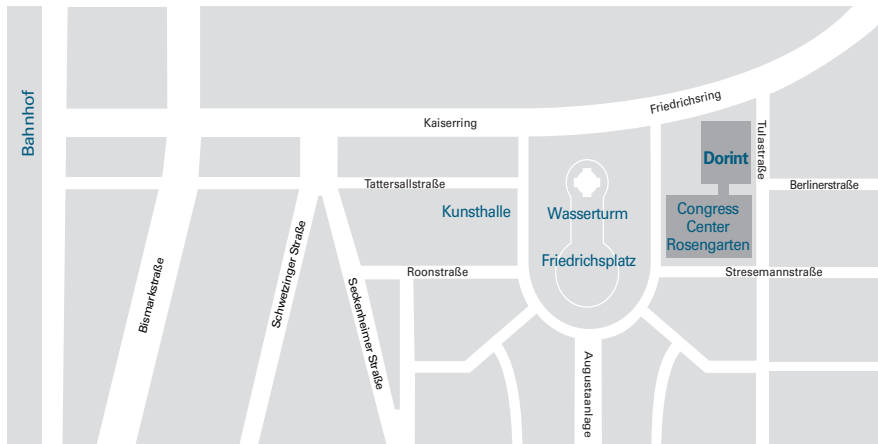 Friedrichsring
Kaiserring
Bahnhof
Dorint
Tulastraße
Tattersallstraße
Berlinerstraße
Kunsthalle
Wasserturm
Congress
Center
Rosengarten
Friedrichsplatz
Roonstraße
Stresemannstraße
Bismarkstraße
Schwetzinger Straße
Seckenheimer Straße
Augustaanlage